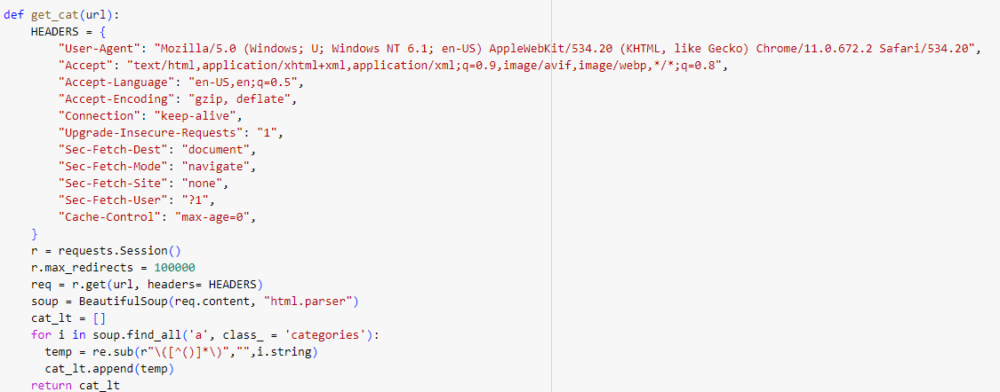 def get_cat(url):
    HEADERS = {
        "User-Agent": "Mozilla/5.0 (Windows; U; Windows NT 6.1; en-US) AppleWebKit/534.20 (KHTML, like Gecko) Chrome/11.0.672.2 Safari/534.20",
        "Accept": "text/html,application/xhtml+xml,application/xml;q=0.9,image/avif,image/webp,*/*;q=0.8",
        "Accept-Language": "en-US,en;q=0.5",
        "Accept-Encoding": "gzip, deflate",
        "Connection": "keep-alive",
        "Upgrade-Insecure-Requests": "1",
        "Sec-Fetch-Dest": "document",
        "Sec-Fetch-Mode": "navigate",
        "Sec-Fetch-Site": "none",
        "Sec-Fetch-User": "?1",
        "Cache-Control": "max-age=0",
    }
    r = requests.Session()
    r.max_redirects = 100000
    req = r.get(url, headers= HEADERS)
    soup = BeautifulSoup(req.content, "html.parser")
    cat_lt = []
    for i in soup.find_all('a', class_ = 'categories'):
      temp = re.sub(r"\([^()]*\)","",i.string)
      cat_lt.append(temp)
    return cat_lt